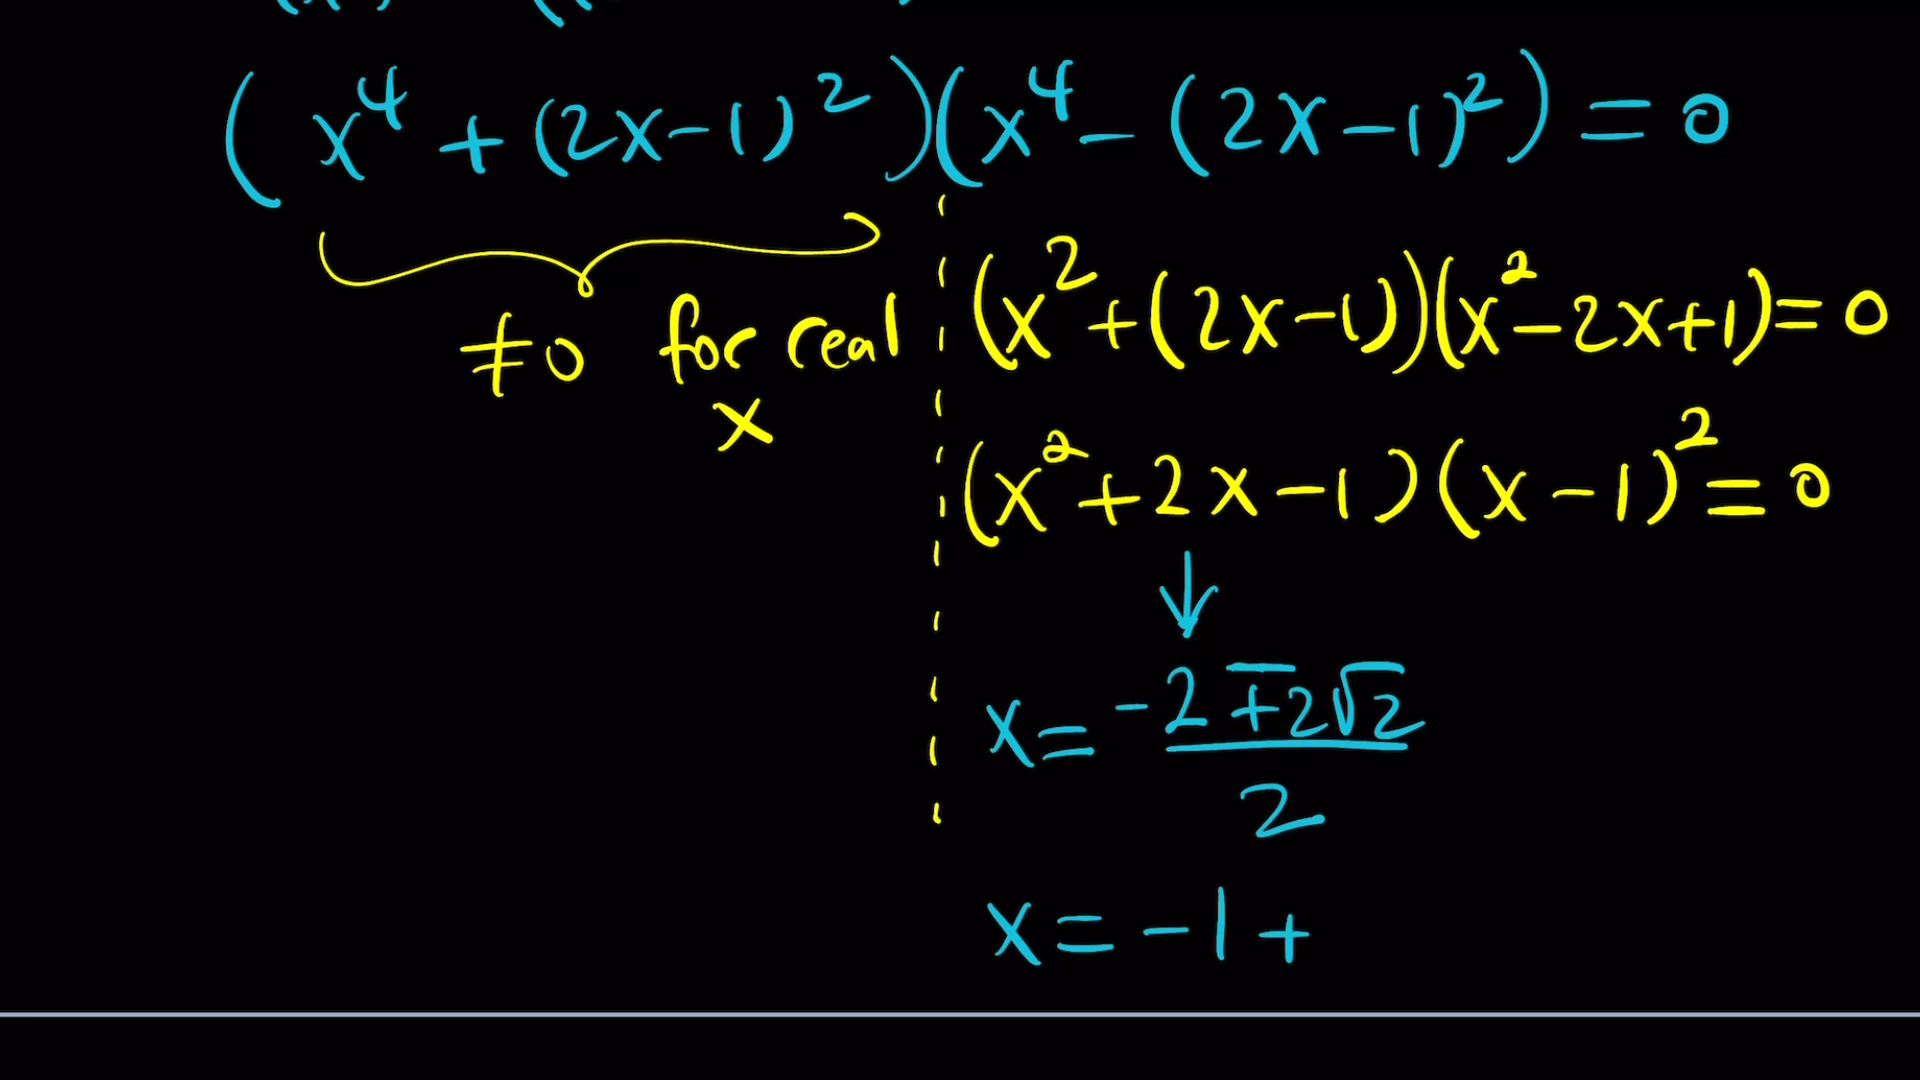 (x⁴ + (2x-1)²)(x⁴ - (2x-1)²) = 0
≠0 for real
x
(x² + (2x-1))(x² - 2x+1) = 0
(x² + 2x - 1)(x - 1)² = 0
↓
x = -2 ∓ 2√2
2
x = -1 +